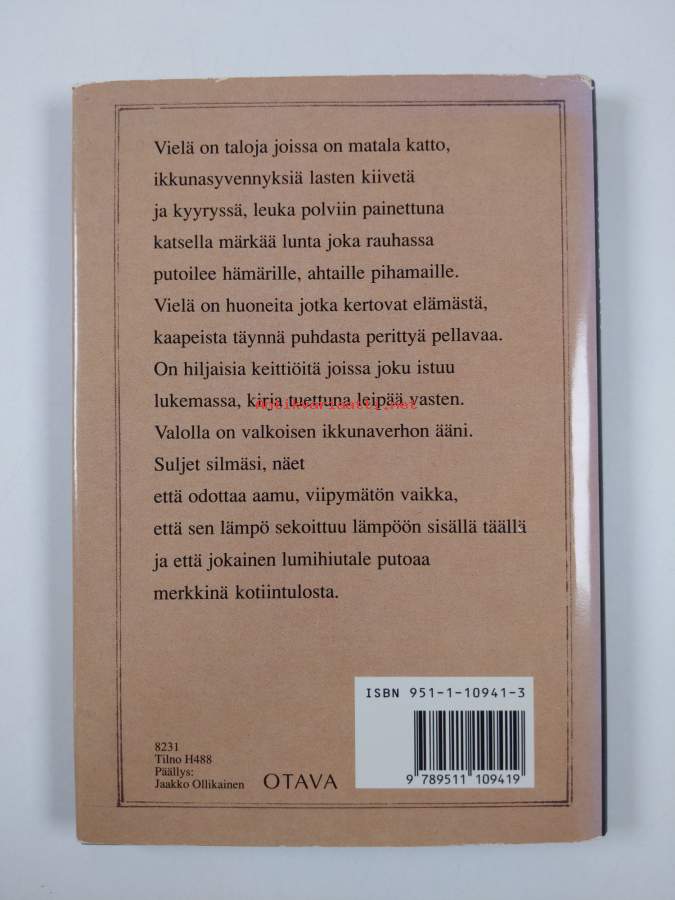 Vielä on taloja joissa on matala katto,
ikkunasyvennyksiä lasten kiivetä
ja kyyryssä, leuka polviin painettuna
katsella märkää lunta joka rauhassa
putoilee hämärille, ahtaille pihamaille.
Vielä on huoneita jotka kertovat elämästä,
kaapeista täynnä puhdasta perittyä pellavaa.
On hiljaisia keittiöitä joissa joku istuu
lukemassa, kirja tuettuna leipää vasten.
Antikvariaatti.net
Valolla on valkoisen ikkunaverhon ääni.
Suljet silmäsi, näet
että odottaa aamu, viipymätön vaikka,
että sen lämpö sekoittuu lämpöön sisällä täällä
ja että jokainen lumihiutale putoaa
merkkinä kotiintulosta.
ISBN 951-1-10941-3
9 789511 109419
8231
Tilno H488
Päällys:
Jaakko Ollikainen
OTAVA